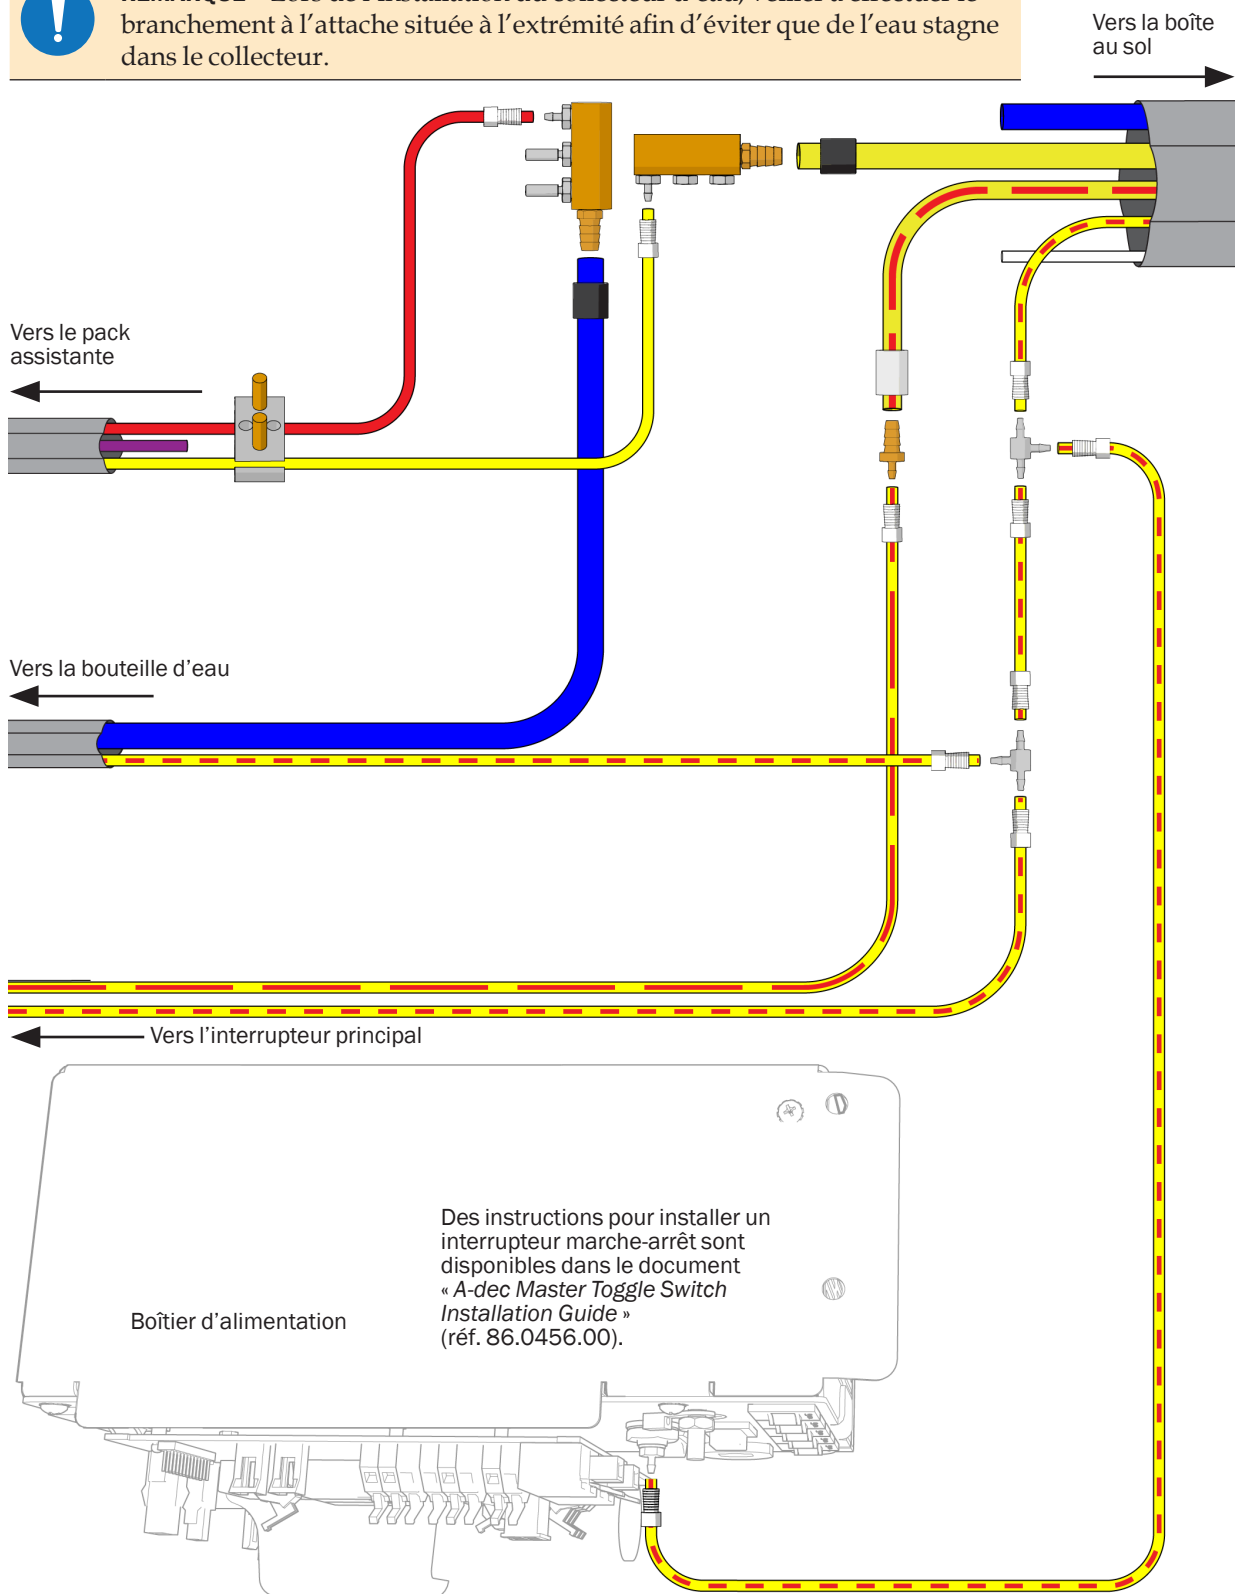 branchement à l’attache située à l’extrémité afin d’éviter que de l’eau stagne
dans le collecteur.
Vers la boîte
au sol
Vers le pack
assistante
Vers la bouteille d’eau
Vers l’interrupteur principal
Des instructions pour installer un
interrupteur marche-arrêt sont
disponibles dans le document
« A-dec Master Toggle Switch
Installation Guide »
(réf. 86.0456.00).
Boîtier d’alimentation